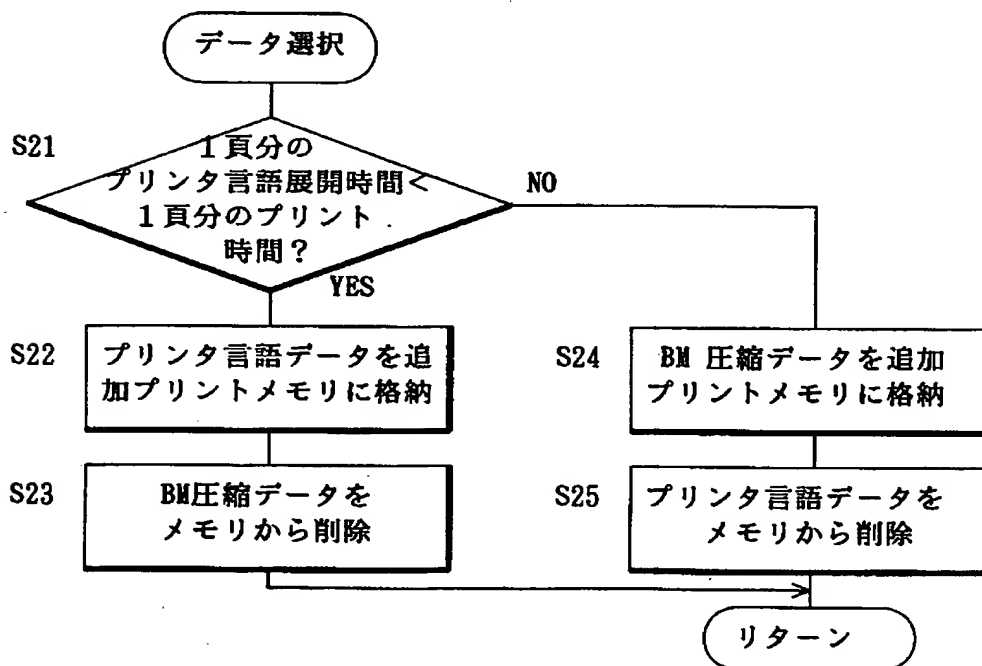 データ選択
S21
1頁分の
プリンタ言語展開時間<
1頁分のプリント
時間?
NO
YES
S22
プリンタ言語データを追
加プリントメモリに格納
S24
BM 圧縮データを追加
プリントメモリに格納
S23
BM圧縮データを
メモリから削除
S25
プリンタ言語データを
メモリから削除
リターン